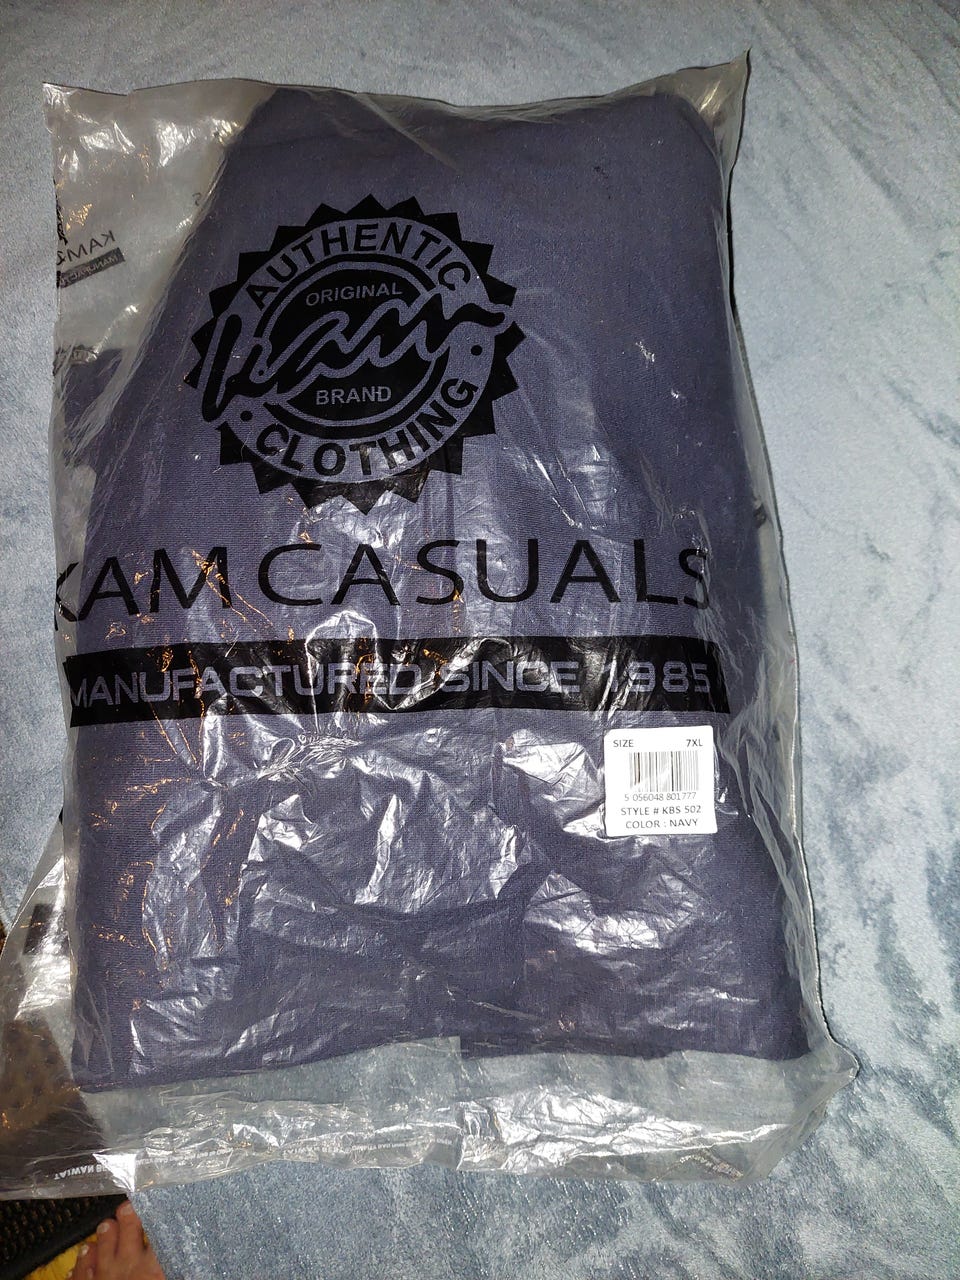 AUTHENTIC
ORIGINAL
Kam
BRAND
CLOTHING
KAM CASUALS
MANUFACTURED SINCE 1985
SIZE 7XL
5 056048 801777
STYLE # KBS 502
COLOR : NAVY